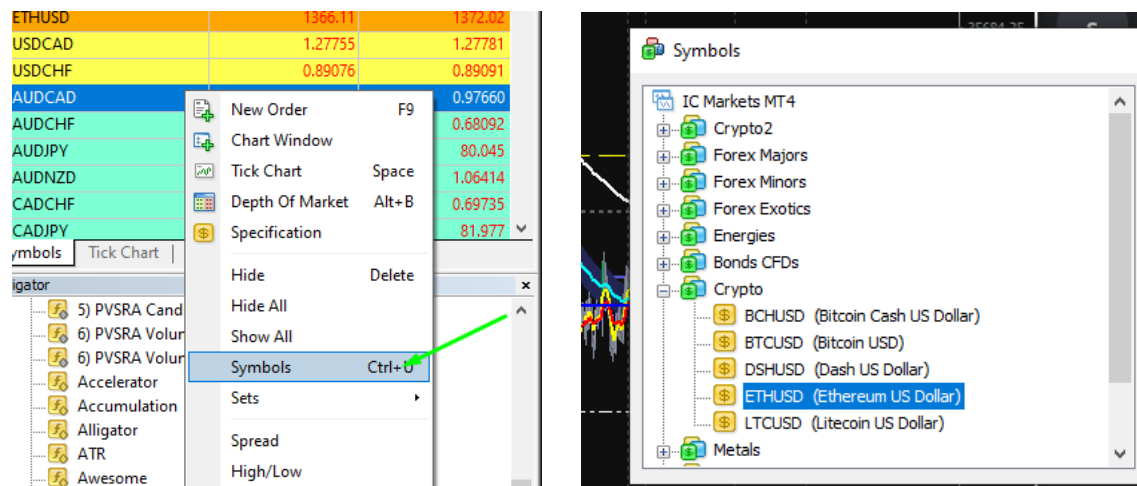 ETHUSD 1366.11 1372.02
USDCAD 1.27755 1.27781
USDCHF 0.89076 0.89091
AUDCAD 0.97660
AUDCHF 0.68092
AUDJPY 80.045
AUDNZD 1.06414
CADCHF 0.69735
CADJPY 81.977
ymbols Tick Chart
igator
5) PVSRA Cand
6) PVSRA Volur
6) PVSRA Volur
Accelerator
Accumulation
Alligator
ATR
Awesome
New Order F9
Chart Window
Tick Chart Space
Depth Of Market Alt+B
Specification
Hide Delete
Hide All
Show All
Symbols Ctrl+U
Sets
Spread
High/Low
Symbols
IC Markets MT4
Crypto2
Forex Majors
Forex Minors
Forex Exotics
Energies
Bonds CFDs
Crypto
BCHUSD (Bitcoin Cash US Dollar)
BTCUSD (Bitcoin USD)
DSHUSD (Dash US Dollar)
ETHUSD (Ethereum US Dollar)
LTCUSD (Litecoin US Dollar)
Metals